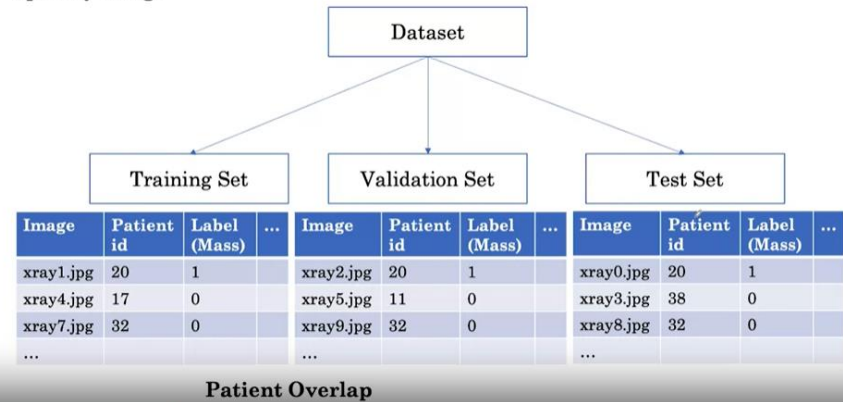 Dataset
Training Set
Validation Set
Test Set
Image Patient id Label (Mass) ...
xray1.jpg 20 1
xray4.jpg 17 0
xray7.jpg 32 0
...
Image Patient id Label (Mass) ...
xray2.jpg 20 1
xray5.jpg 11 0
xray9.jpg 32 0
...
Image Patient id Label (Mass) ...
xray0.jpg 20 1
xray3.jpg 38 0
xray8.jpg 32 0
...
Patient Overlap